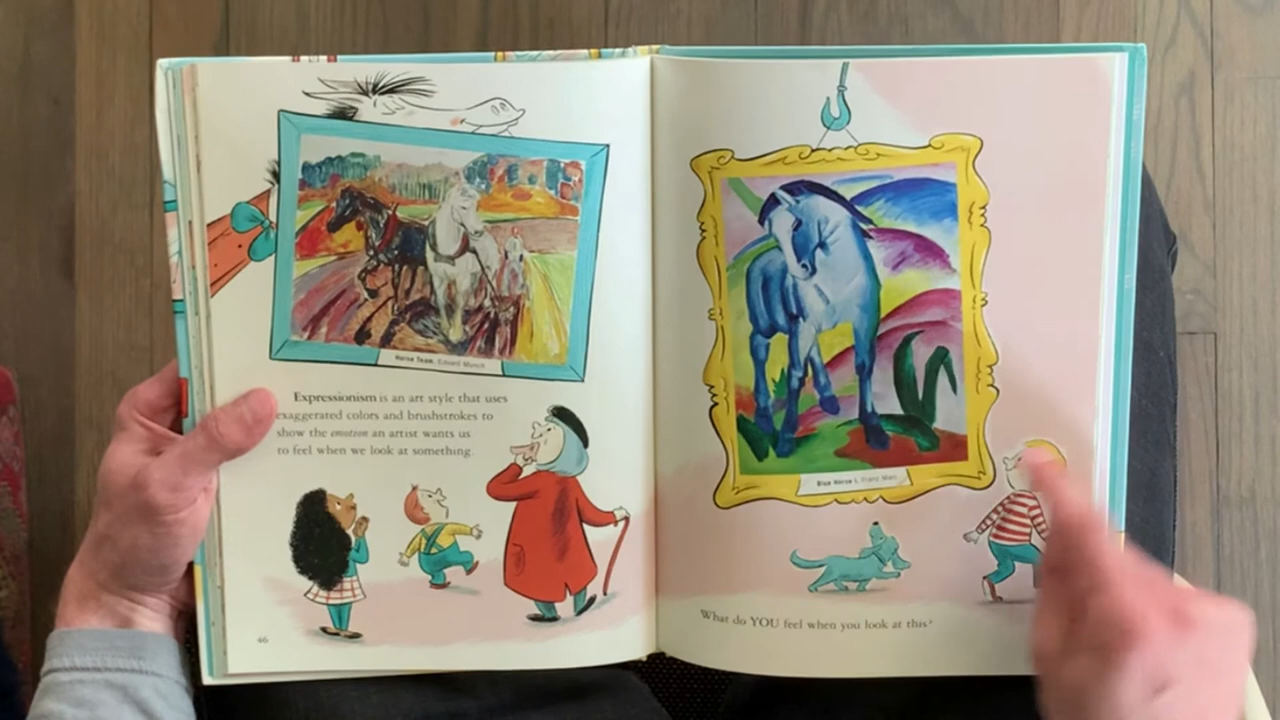 Horse Team, Edvard Munch
Expressionism is an art style that uses
exaggerated colors and brushstrokes to
show the emotion an artist wants us
to feel when we look at something.
46
Blue Horse I, Franz Marc
What do YOU feel when you look at this?